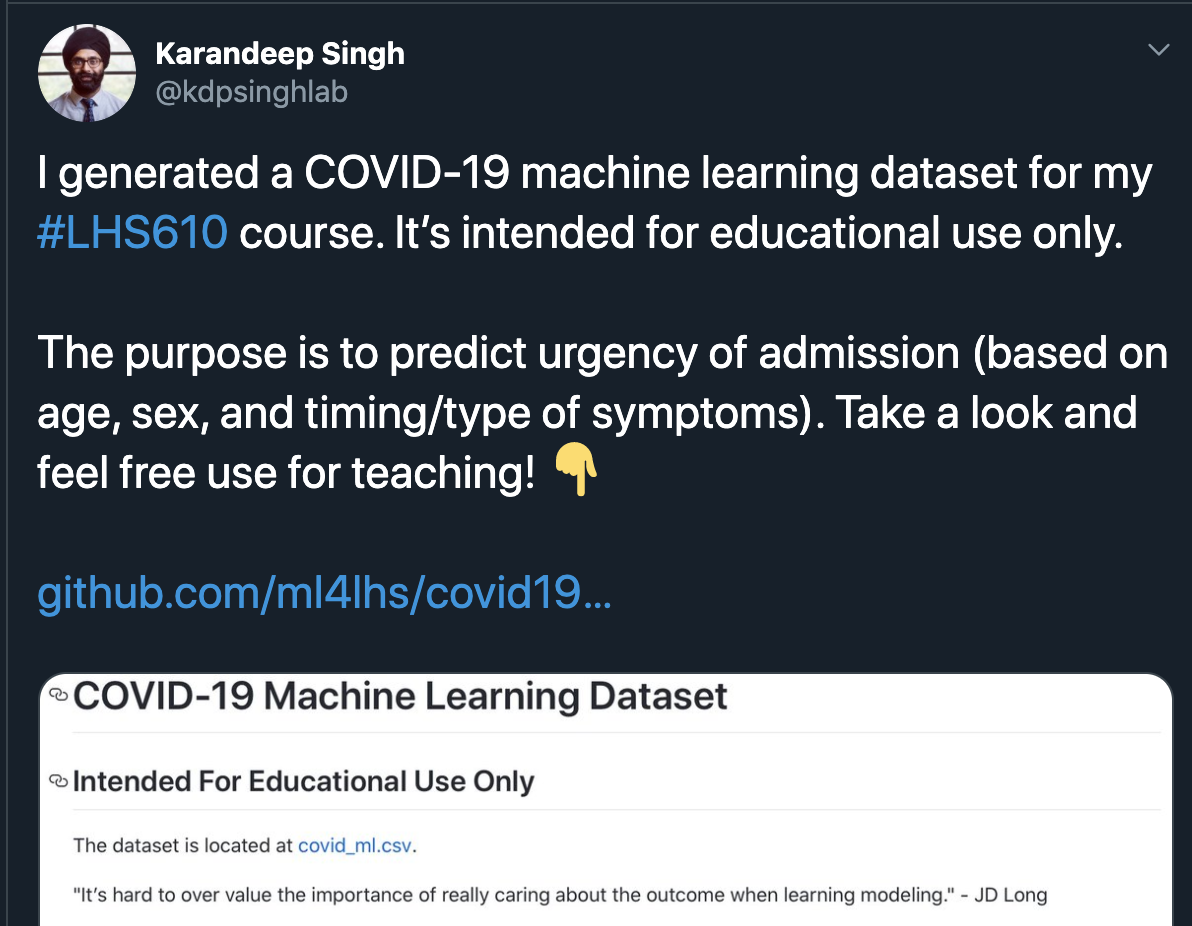 Karandeep Singh
@kdpsinghlab
I generated a COVID-19 machine learning dataset for my
#LHS610 course. It’s intended for educational use only.
The purpose is to predict urgency of admission (based on
age, sex, and timing/type of symptoms). Take a look and
feel free use for teaching! 👇
github.com/ml4lhs/covid19...
COVID-19 Machine Learning Dataset
Intended For Educational Use Only
The dataset is located at covid_ml.csv.
"It's hard to over value the importance of really caring about the outcome when learning modeling." - JD Long